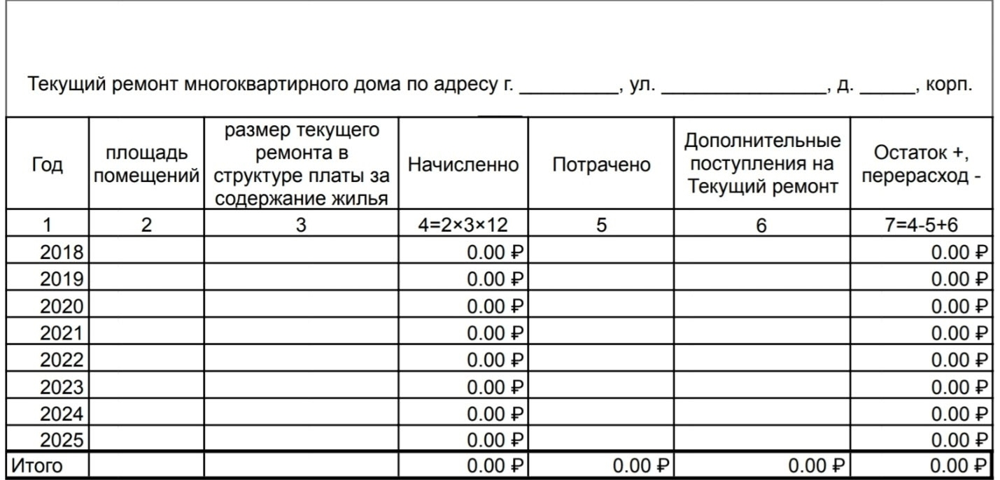 Текущий ремонт многоквартирного дома по адресу г. _________, ул. _______________, д. _____, корп. ____
Год площадь помещений размер текущего ремонта в структуре платы за содержание жилья Начисленно Потрачено Дополнительные поступления на Текущий ремонт Остаток +, перерасход -
1 2 3 4=2×3×12 5 6 7=4-5+6
2018 0.00 ₽ 0.00 ₽
2019 0.00 ₽ 0.00 ₽
2020 0.00 ₽ 0.00 ₽
2021 0.00 ₽ 0.00 ₽
2022 0.00 ₽ 0.00 ₽
2023 0.00 ₽ 0.00 ₽
2024 0.00 ₽ 0.00 ₽
2025 0.00 ₽ 0.00 ₽
Итого 0.00 ₽ 0.00 ₽ 0.00 ₽ 0.00 ₽